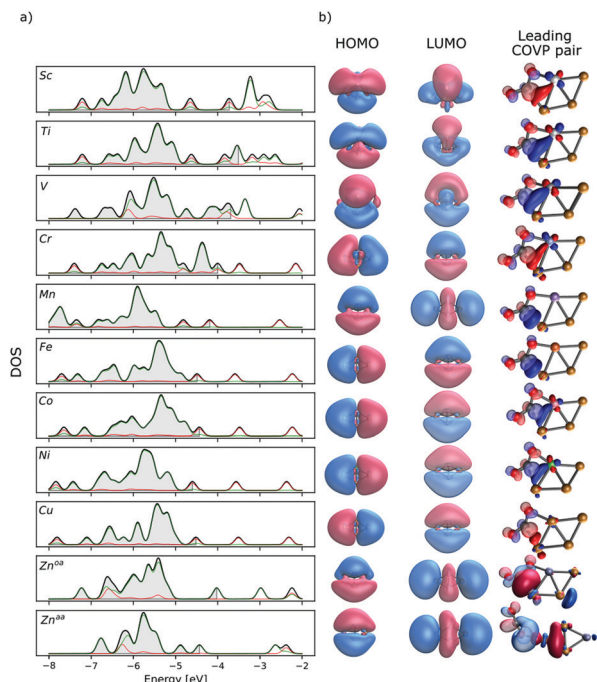 a)
b)
HOMO
LUMO
Leading
COVP pair
Sc
Ti
V
Cr
Mn
Fe
Co
Ni
Cu
Zn^oa
Zn^aa
DOS
−8 −7 −6 −5 −4 −3 −2
Energy [eV]